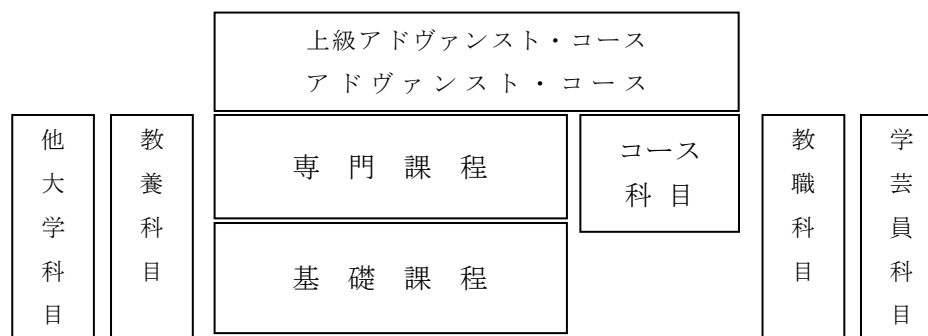 上級アドヴァンスト・コース
アドヴァンスト・コース
他大学科目
教養科目
専門課程
コース
科目
教職科目
学芸員科目
基礎課程